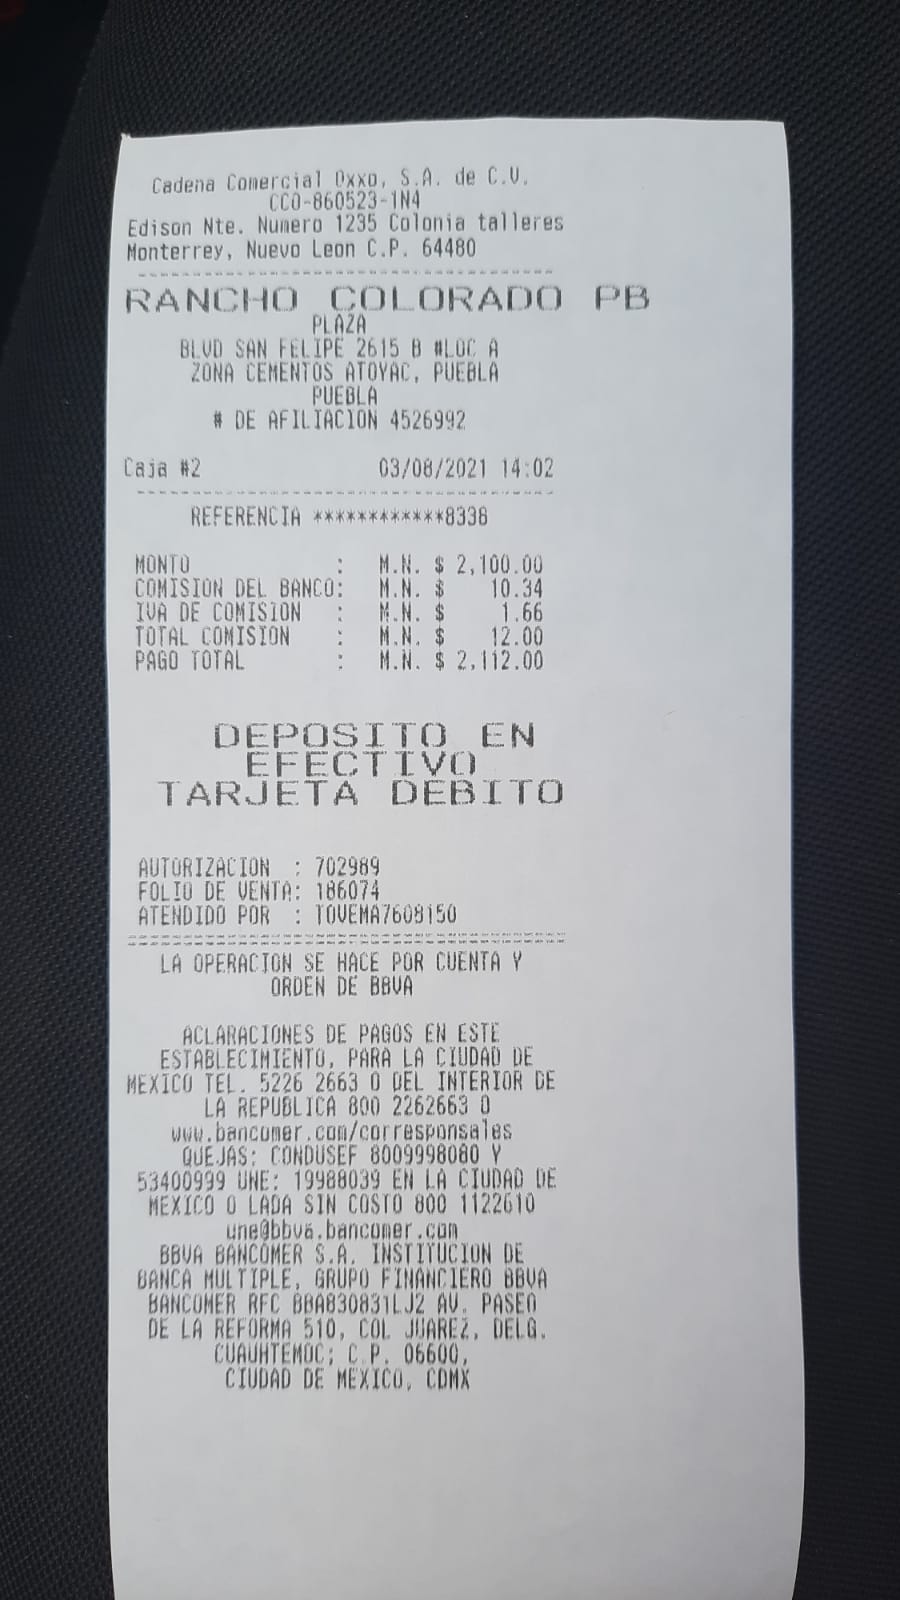 Cadena Comercial Oxxo, S.A. de C.V.
CCO-860523-1N4
Edison Nte. Numero 1235 Colonia talleres
Monterrey, Nuevo Leon C.P. 64480
RANCHO COLORADO PB
PLAZA
BLVD SAN FELIPE 2615 B #LOC A
ZONA CEMENTOS ATOYAC, PUEBLA
PUEBLA
# DE AFILIACION 4526992
Caja #2 03/08/2021 14:02
REFERENCIA ************8338
MONTO : M.N. $ 2,100.00
COMISION DEL BANCO: M.N. $ 10.34
IVA DE COMISION : M.N. $ 1.66
TOTAL COMISION : M.N. $ 12.00
PAGO TOTAL : M.N. $ 2,112.00
DEPOSITO EN
EFECTIVO
TARJETA DEBITO
AUTORIZACION : 702989
FOLIO DE VENTA: 186074
ATENDIDO POR : TOVEMA7608150
LA OPERACION SE HACE POR CUENTA Y
ORDEN DE BBVA
ACLARACIONES DE PAGOS EN ESTE
ESTABLECIMIENTO, PARA LA CIUDAD DE
MEXICO TEL. 5226 2663 O DEL INTERIOR DE
LA REPUBLICA 800 2262663 O
www.bancomer.com/corresponsales
QUEJAS: CONDUSEF 8009998080 Y
53400999 UNE: 19988039 EN LA CIUDAD DE
MEXICO O LADA SIN COSTO 800 1122610
une@bbva.bancomer.com
BBVA BANCOMER S.A. INSTITUCION DE
BANCA MULTIPLE, GRUPO FINANCIERO BBVA
BANCOMER RFC BBA830831LJ2 AV. PASEO
DE LA REFORMA 510, COL JUAREZ, DELG.
CUAUHTEMOC; C.P. 06600,
CIUDAD DE MEXICO, CDMX